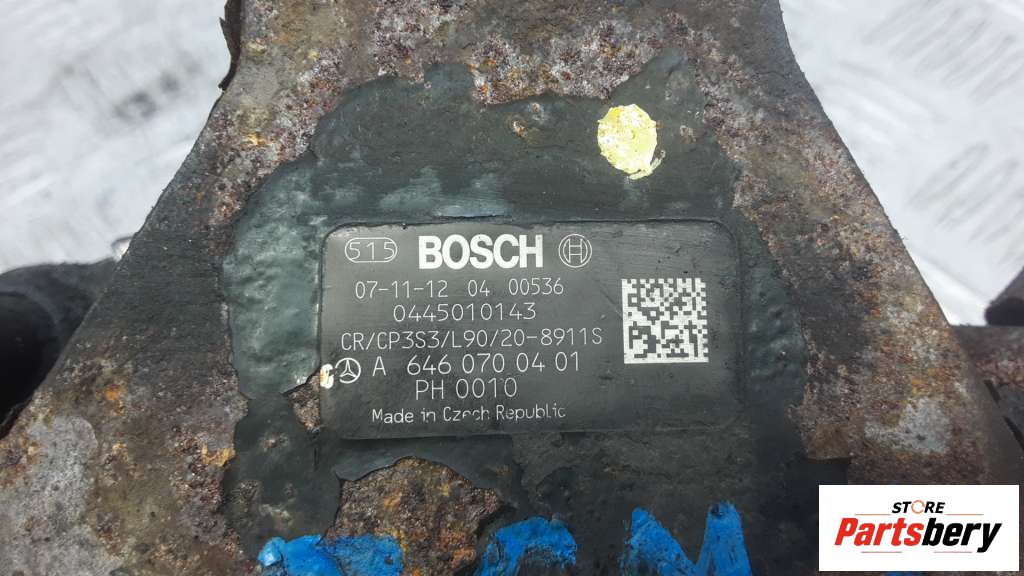 515 BOSCH
07-11-12 04 00536
0445010143
CR/CP3S3/L90/20-8911S
A 646 070 04 01
PH 0010
Made in Czech Republic
STORE
Partsbery